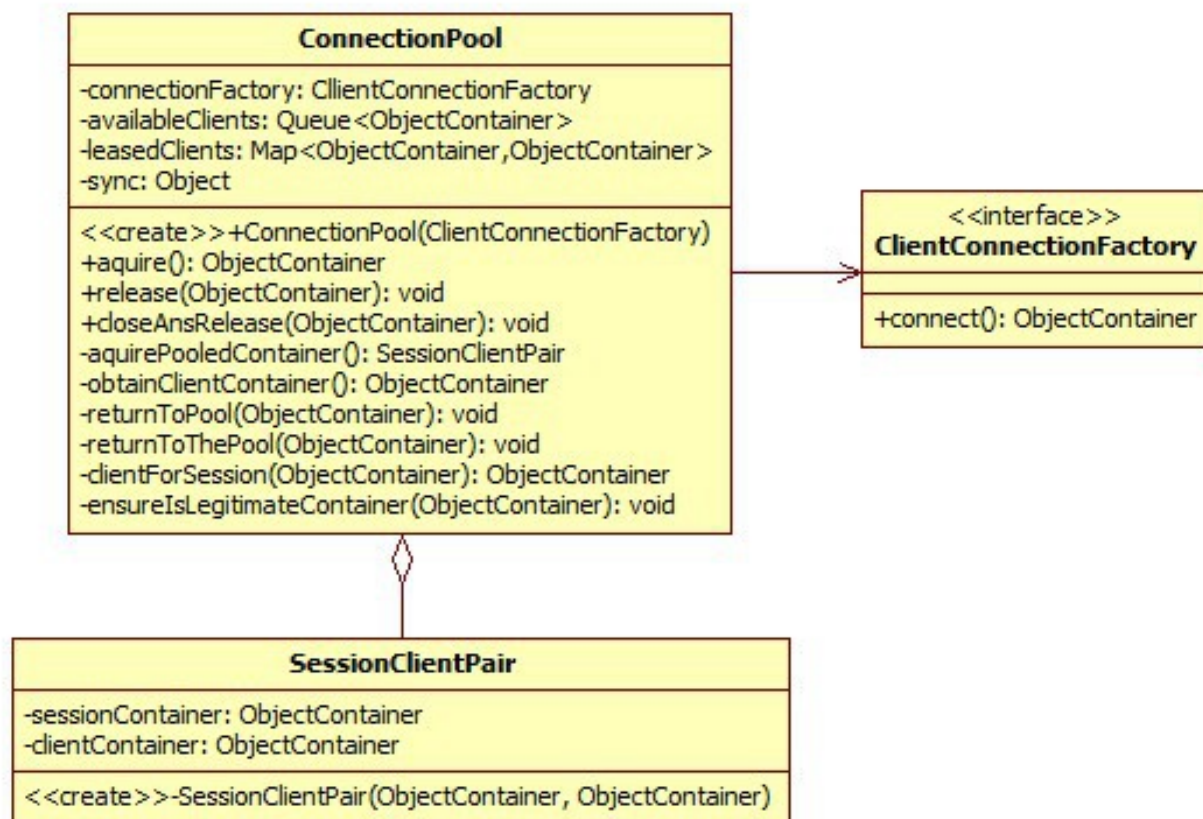 ConnectionPool
-connectionFactory: CllientConnectionFactory
-availableClients: Queue<ObjectContainer>
-leasedClients: Map<ObjectContainer,ObjectContainer>
-sync: Object
<<create>>+ConnectionPool(ClientConnectionFactory)
+aquire(): ObjectContainer
+release(ObjectContainer): void
+closeAnsRelease(ObjectContainer): void
-aquirePooledContainer(): SessionClientPair
-obtainClientContainer(): ObjectContainer
-returnToPool(ObjectContainer): void
-returnToThePool(ObjectContainer): void
-clientForSession(ObjectContainer): ObjectContainer
-ensureIsLegitimateContainer(ObjectContainer): void
<<interface>>
ClientConnectionFactory
+connect(): ObjectContainer
SessionClientPair
-sessionContainer: ObjectContainer
-clientContainer: ObjectContainer
<<create>>-SessionClientPair(ObjectContainer, ObjectContainer)